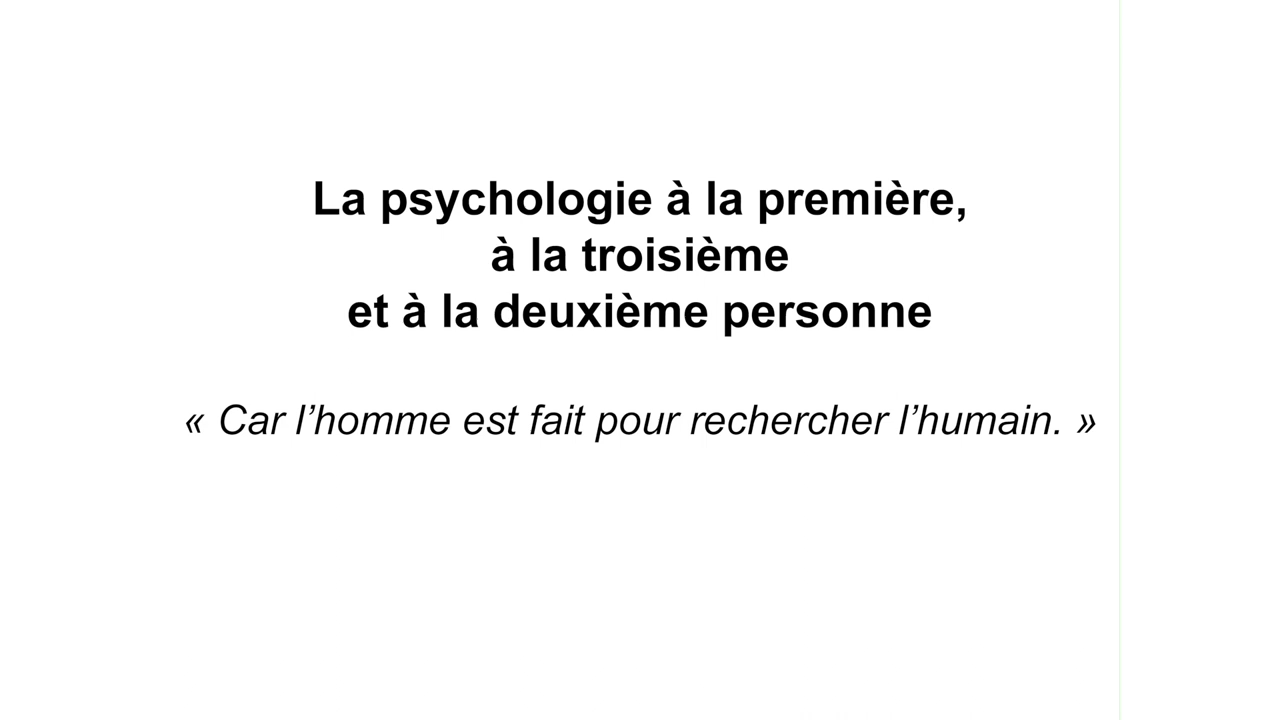 La psychologie à la première,
à la troisième
et à la deuxième personne
« Car l’homme est fait pour rechercher l’humain. »